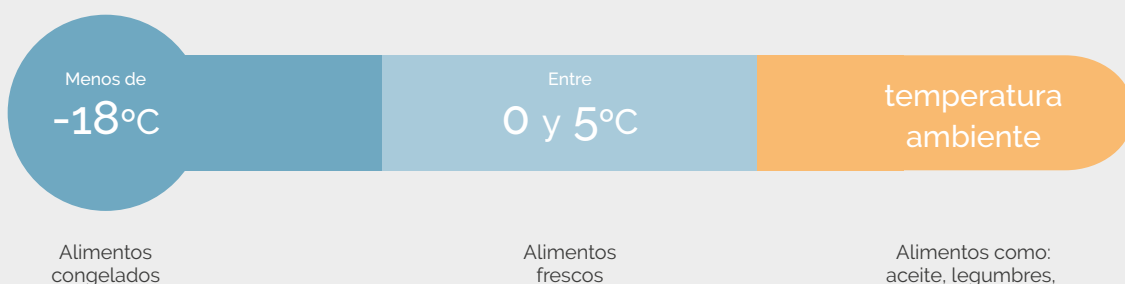 Menos de
-18ºC
Entre
0 y 5ºC
temperatura
ambiente
Alimentos
congelados
Alimentos
frescos
Alimentos como:
aceite, legumbres,